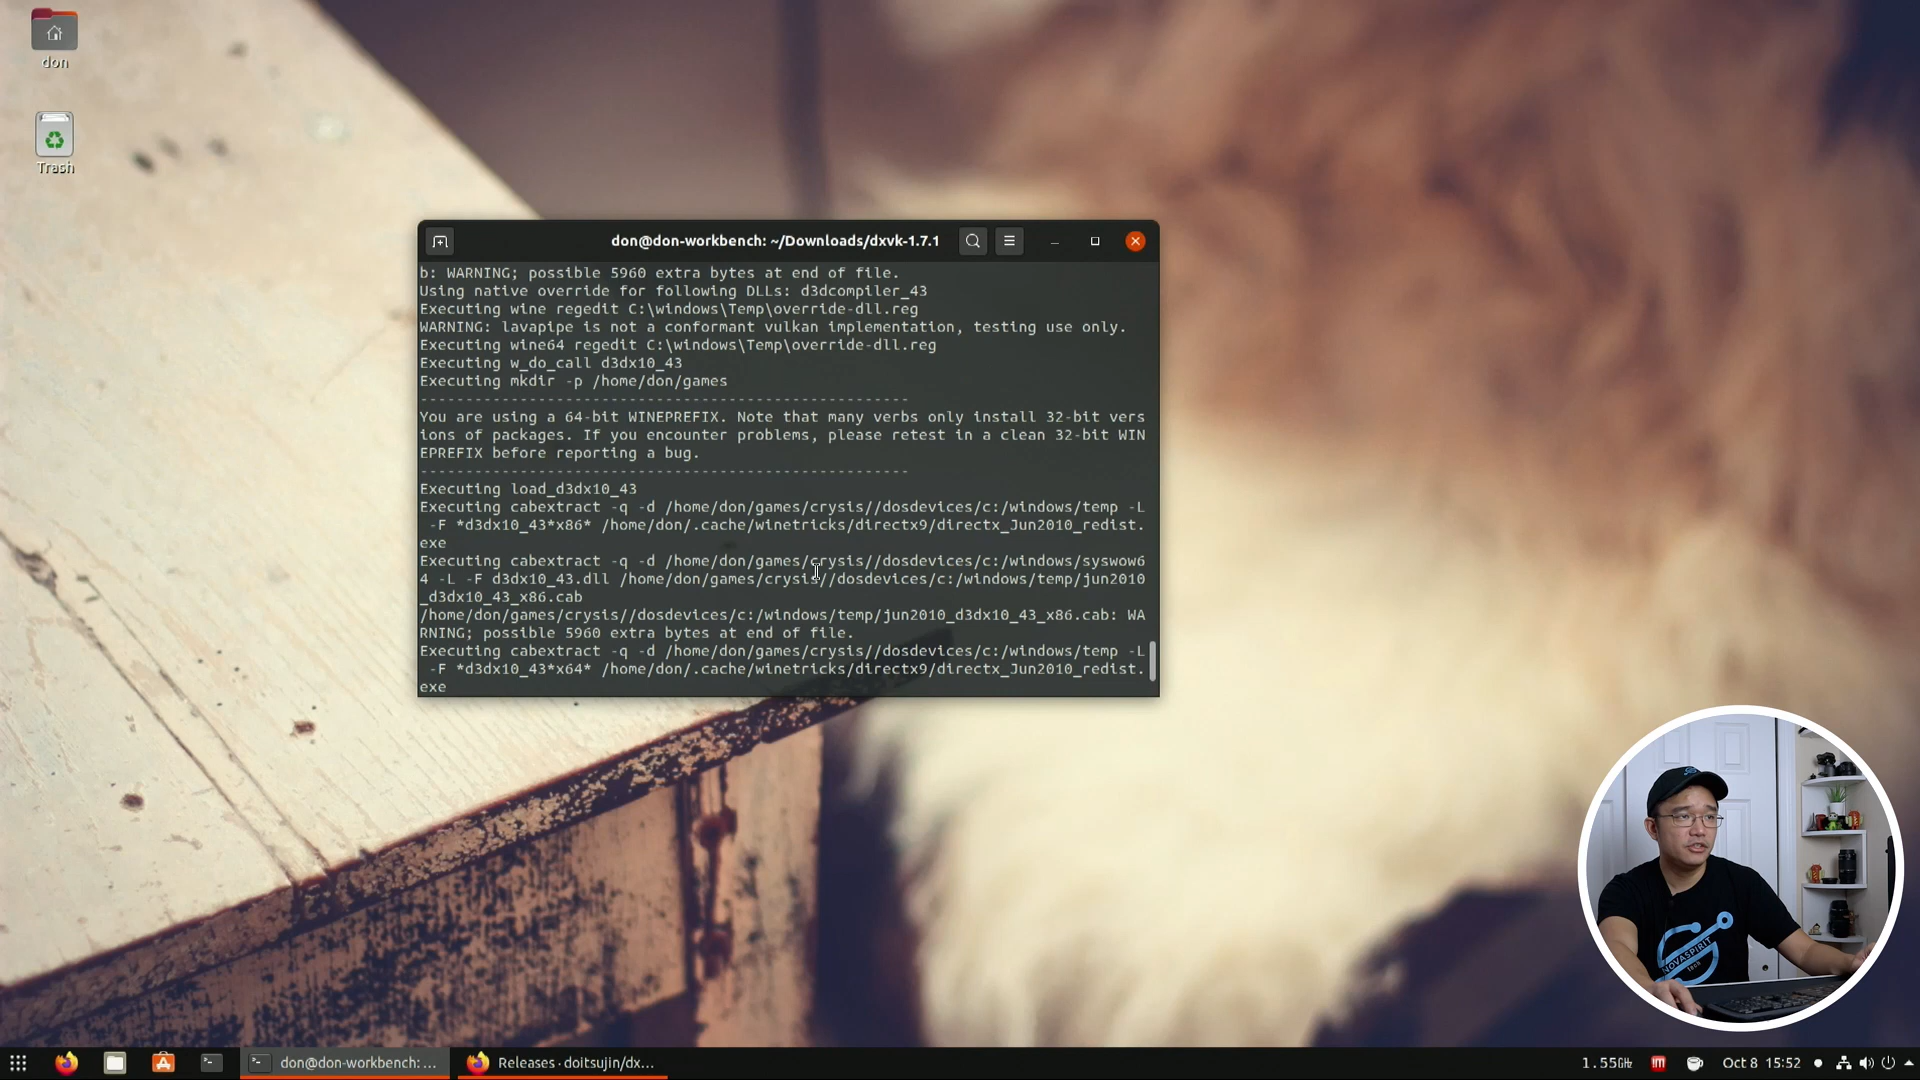 don
Trash
don@don-workbench: ~/Downloads/dxvk-1.7.1
b: WARNING; possible 5960 extra bytes at end of file.
Using native override for following DLLs: d3dcompiler_43
Executing wine regedit C:\windows\Temp\override-dll.reg
WARNING: lavapipe is not a conformant vulkan implementation, testing use only.
Executing wine64 regedit C:\windows\Temp\override-dll.reg
Executing w_do_call d3dx10_43
Executing mkdir -p /home/don/games
------------------------------------------------------
You are using a 64-bit WINEPREFIX. Note that many verbs only install 32-bit vers
ions of packages. If you encounter problems, please retest in a clean 32-bit WIN
EPREFIX before reporting a bug.
------------------------------------------------------
Executing load_d3dx10_43
Executing cabextract -q -d /home/don/games/crysis//dosdevices/c:/windows/temp -L
 -F *d3dx10_43*x86* /home/don/.cache/winetricks/directx9/directx_Jun2010_redist.
exe
Executing cabextract -q -d /home/don/games/crysis//dosdevices/c:/windows/syswow6
4 -L -F d3dx10_43.dll /home/don/games/crysis//dosdevices/c:/windows/temp/jun2010
_d3dx10_43_x86.cab
/home/don/games/crysis//dosdevices/c:/windows/temp/jun2010_d3dx10_43_x86.cab: WA
RNING; possible 5960 extra bytes at end of file.
Executing cabextract -q -d /home/don/games/crysis//dosdevices/c:/windows/temp -L
 -F *d3dx10_43*x64* /home/don/.cache/winetricks/directx9/directx_Jun2010_redist.
exe
NOVASPIRIT
tech
don@don-workbench: ...
Releases · doitsujin/dx...
1.55GHz
Oct 8 15:52